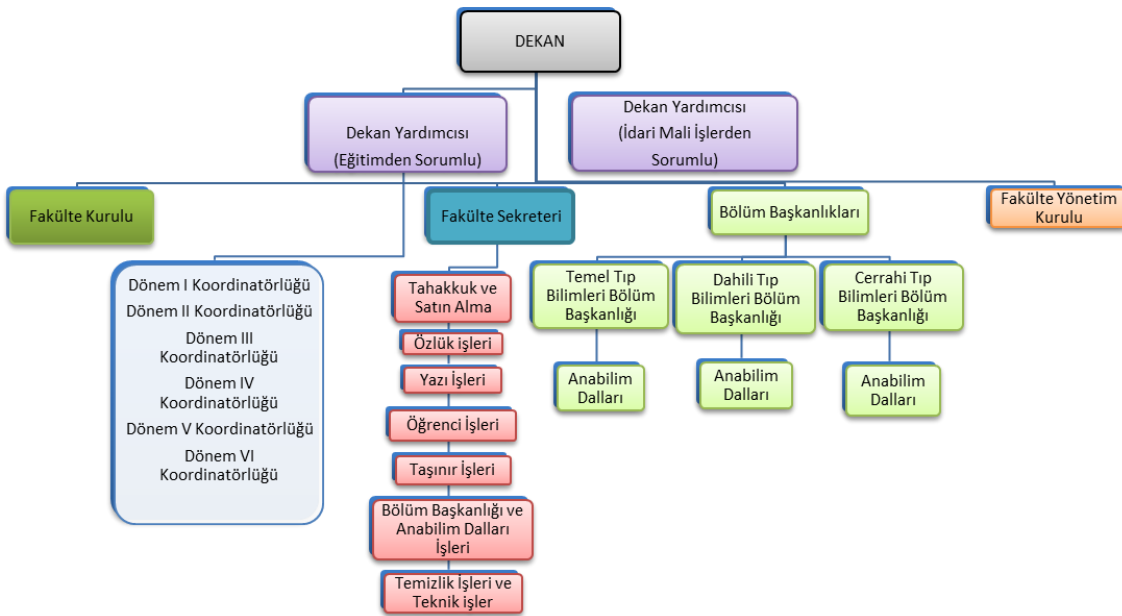 DEKAN
Dekan Yardımcısı
(Eğitimden Sorumlu)
Dekan Yardımcısı
(İdari Mali İşlerden
Sorumlu)
Fakülte Kurulu
Fakülte Sekreteri
Bölüm Başkanlıkları
Fakülte Yönetim
Kurulu
Dönem I Koordinatörlüğü
Dönem II Koordinatörlüğü
Dönem III
Koordinatörlüğü
Dönem IV
Koordinatörlüğü
Dönem V Koordinatörlüğü
Dönem VI
Koordinatörlüğü
Tahakkuk ve
Satın Alma
Özlük işleri
Yazı İşleri
Öğrenci İşleri
Taşınır İşleri
Bölüm Başkanlığı ve
Anabilim Dalları
İşleri
Temizlik İşleri ve
Teknik işler
Temel Tıp
Bilimleri Bölüm
Başkanlığı
Anabilim
Dalları
Dahili Tıp
Bilimleri Bölüm
Başkanlığı
Anabilim
Dalları
Cerrahi Tıp
Bilimleri Bölüm
Başkanlığı
Anabilim
Dalları